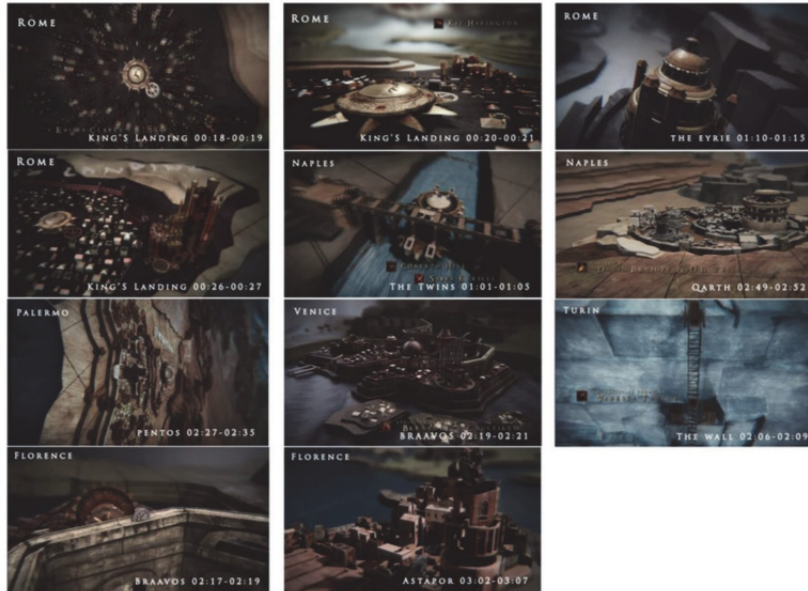 ROME
KING'S LANDING 00:18-00:19
ROME
KIT HARINGTON
KING'S LANDING 00:20-00:21
ROME
THE EYRIE 01:10-01:15
ROME
KING'S LANDING 00:26-00:27
NAPLES
THE TWINS 01:01-01:05
NAPLES
QARTH 02:49-02:52
PALERMO
PENTOS 02:27-02:35
VENICE
BRAAVOS 02:19-02:21
TURIN
THE WALL 02:06-02:09
FLORENCE
BRAAVOS 02:17-02:19
FLORENCE
ASTAPOR 03:02-03:07